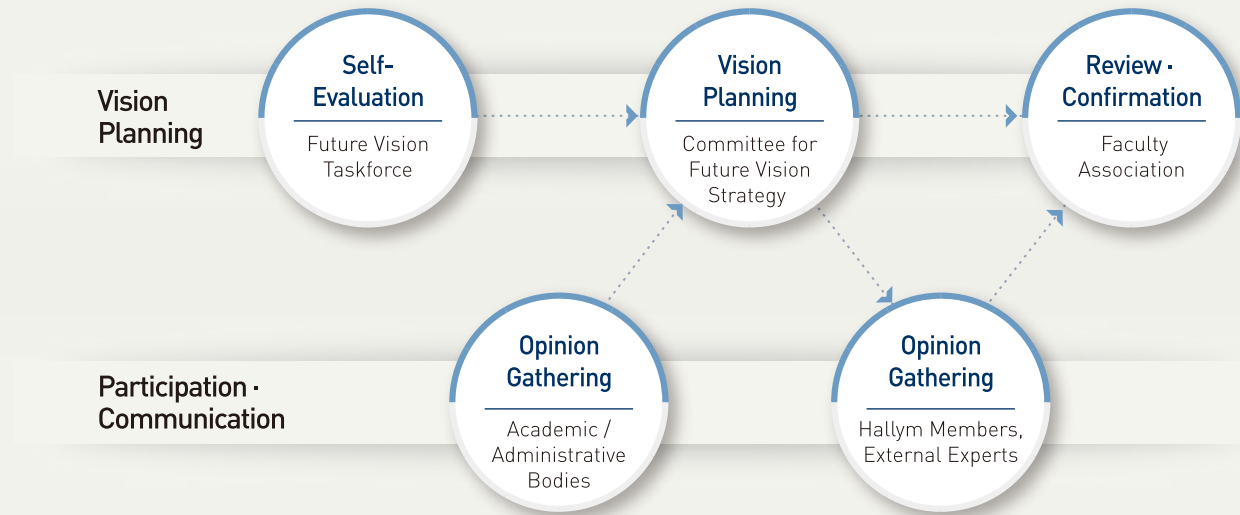 Vision
Planning
Self-
Evaluation
Future Vision
Taskforce
Vision
Planning
Committee for
Future Vision
Strategy
Review ·
Confirmation
Faculty
Association
Participation ·
Communication
Opinion
Gathering
Academic /
Administrative
Bodies
Opinion
Gathering
Hallym Members,
External Experts